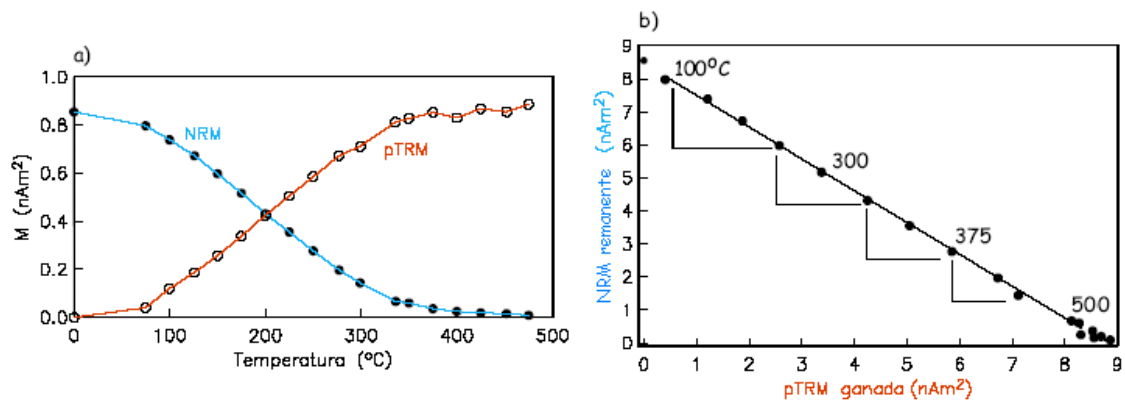 a)
1.0
0.8
0.6
0.4
0.2
0.0
M (nAm²)
NRM
pTRM
0 100 200 300 400 500
Temperatura (ºC)
b)
9
8
7
6
5
4
3
2
1
0
NRM remanente (nAm²)
100ºC
300
375
500
0 1 2 3 4 5 6 7 8 9
pTRM ganada (nAm²)